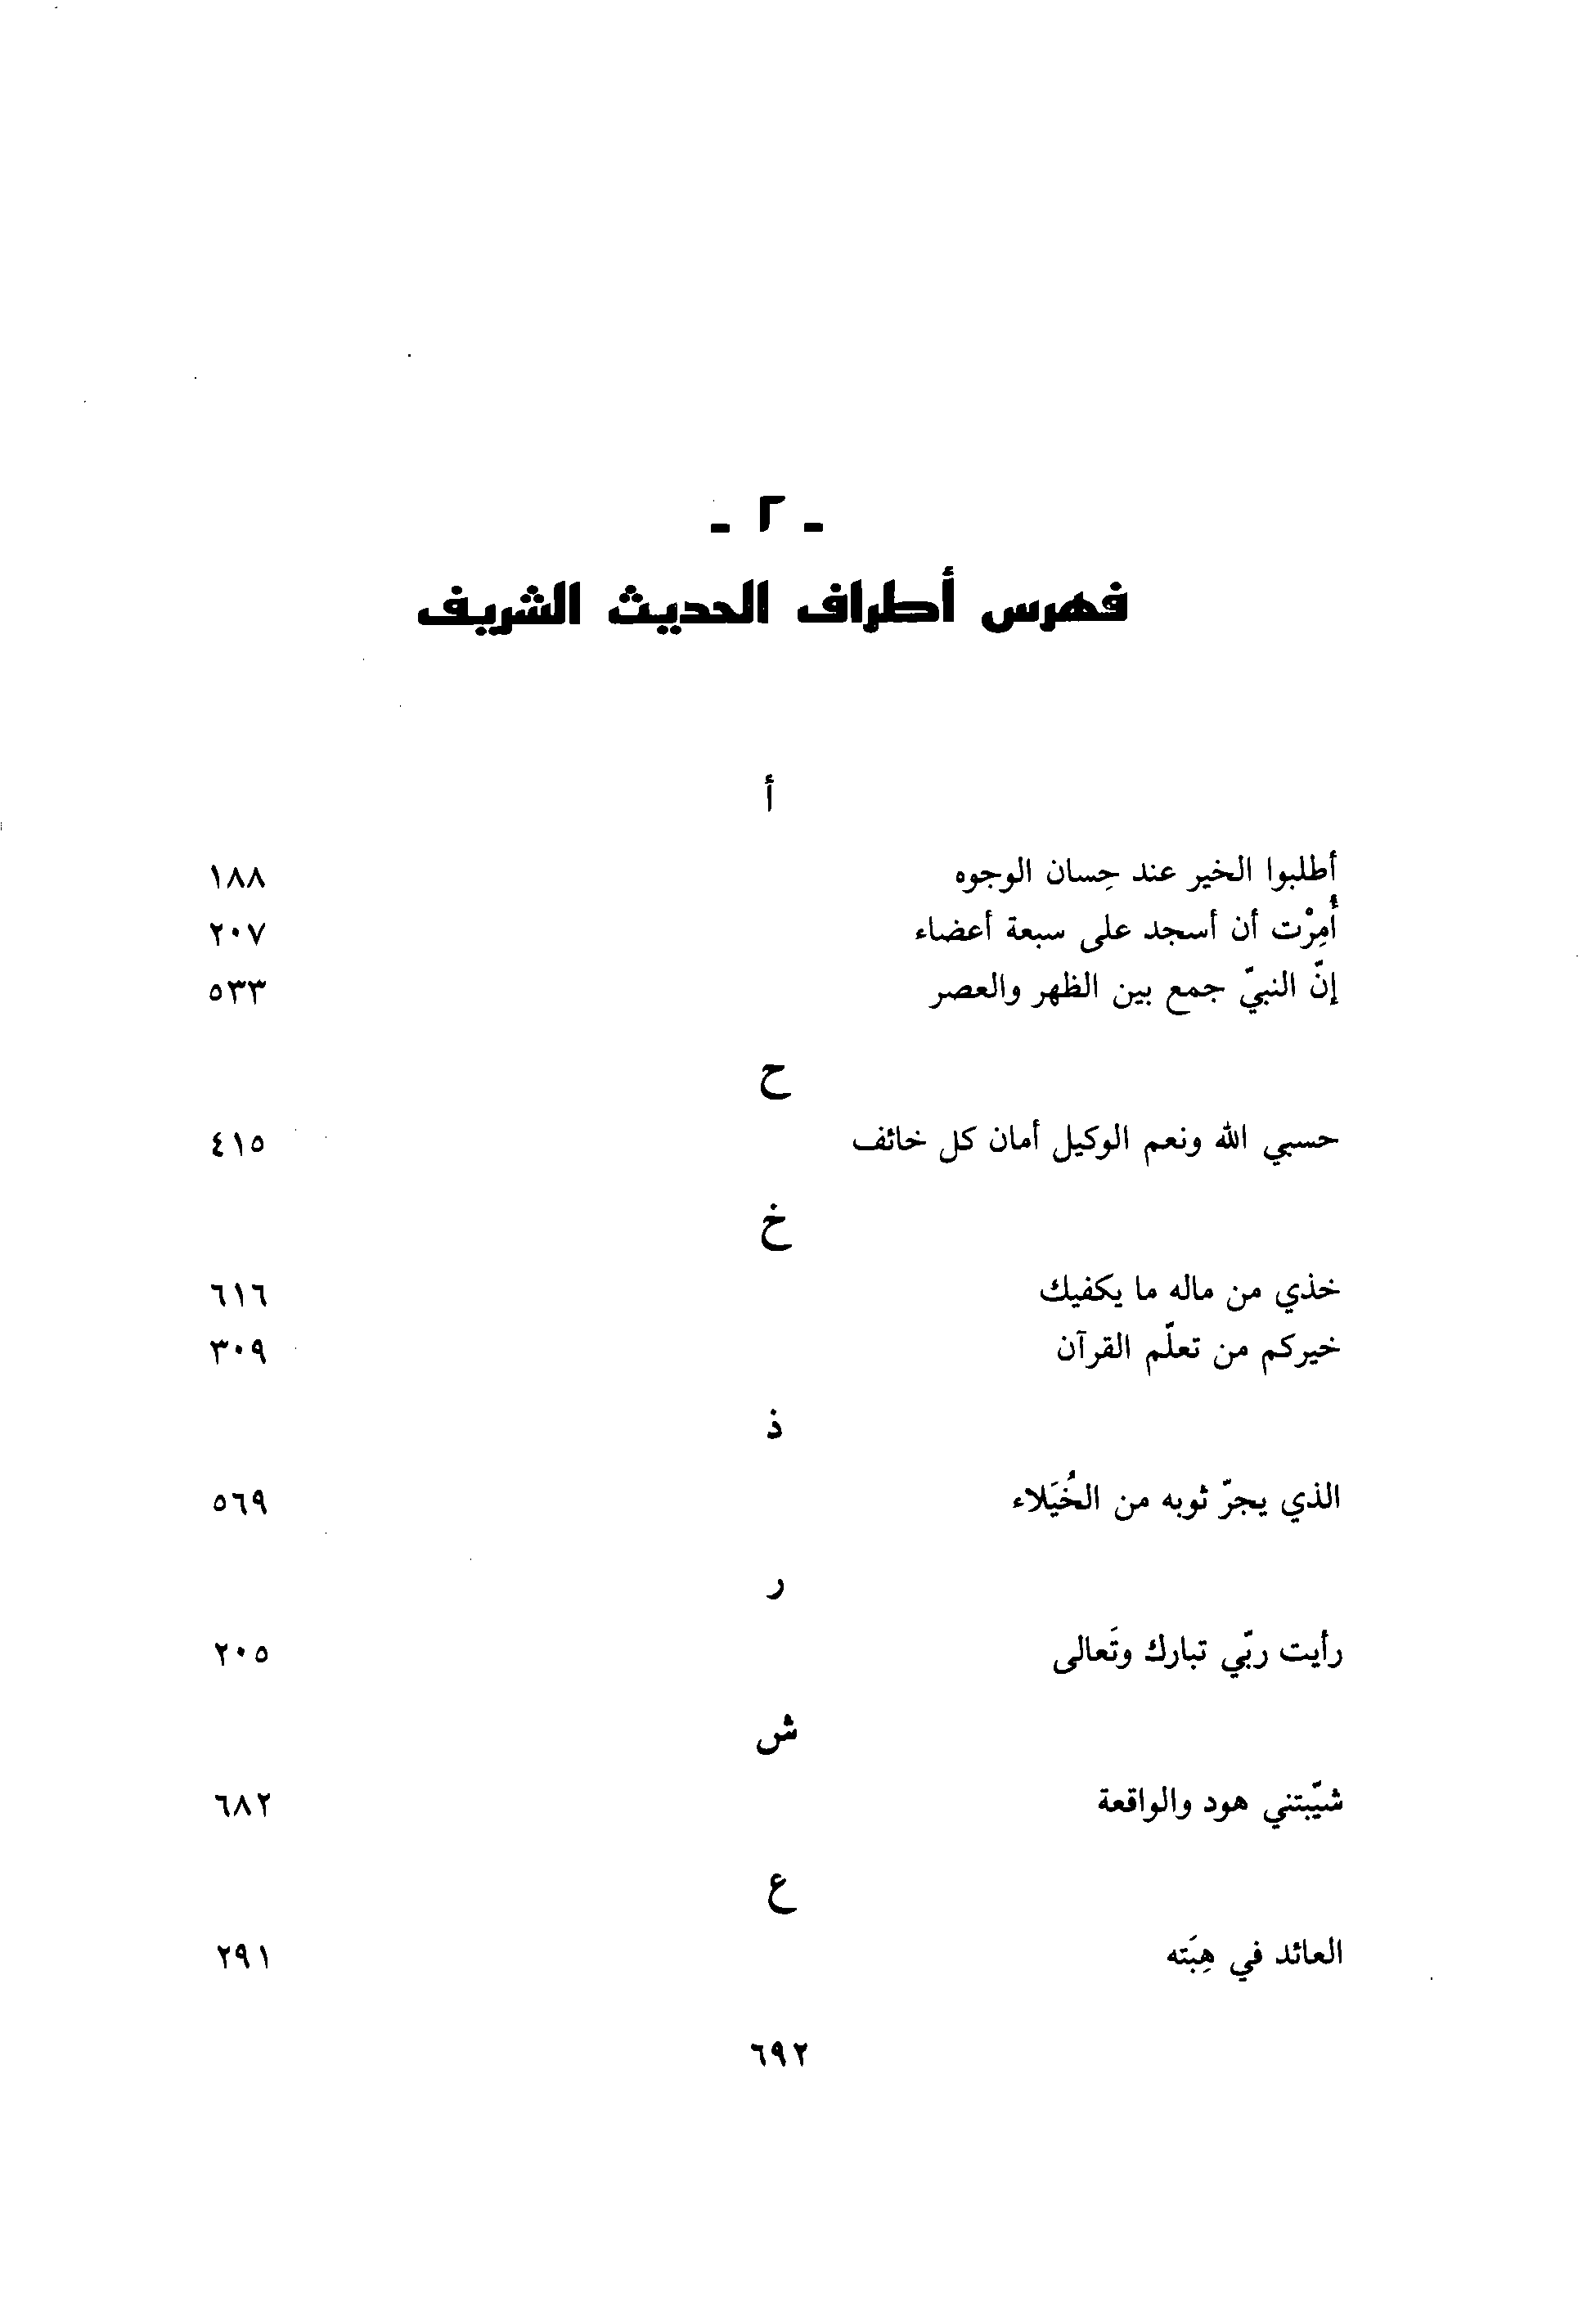 - ٢ -
فهرس أطراف الحديث الشريف
أ
أطلبوا الخير عند حِسان الوجوه ١٨٨
أُمِرْت أن أسجد على سبعة أعضاء ٢٠٧
إنّ النبيّ جمع بين الظهر والعصر ٥٣٣
ح
حسبي الله ونعم الوكيل أمان كل خائف ٤١٥
خ
خذي من ماله ما يكفيك ٦١٦
خيركم من تعلّم القرآن ٣٠٩
ذ
الذي يجرّ ثوبه من الخُيَلاء ٥٦٩
ر
رأيت ربّي تبارك وتَعالى ٢٠٥
ش
شيّبتني هود والواقعة ٦٨٢
ع
العائد في هِبَته ٢٩١
٦٩٢